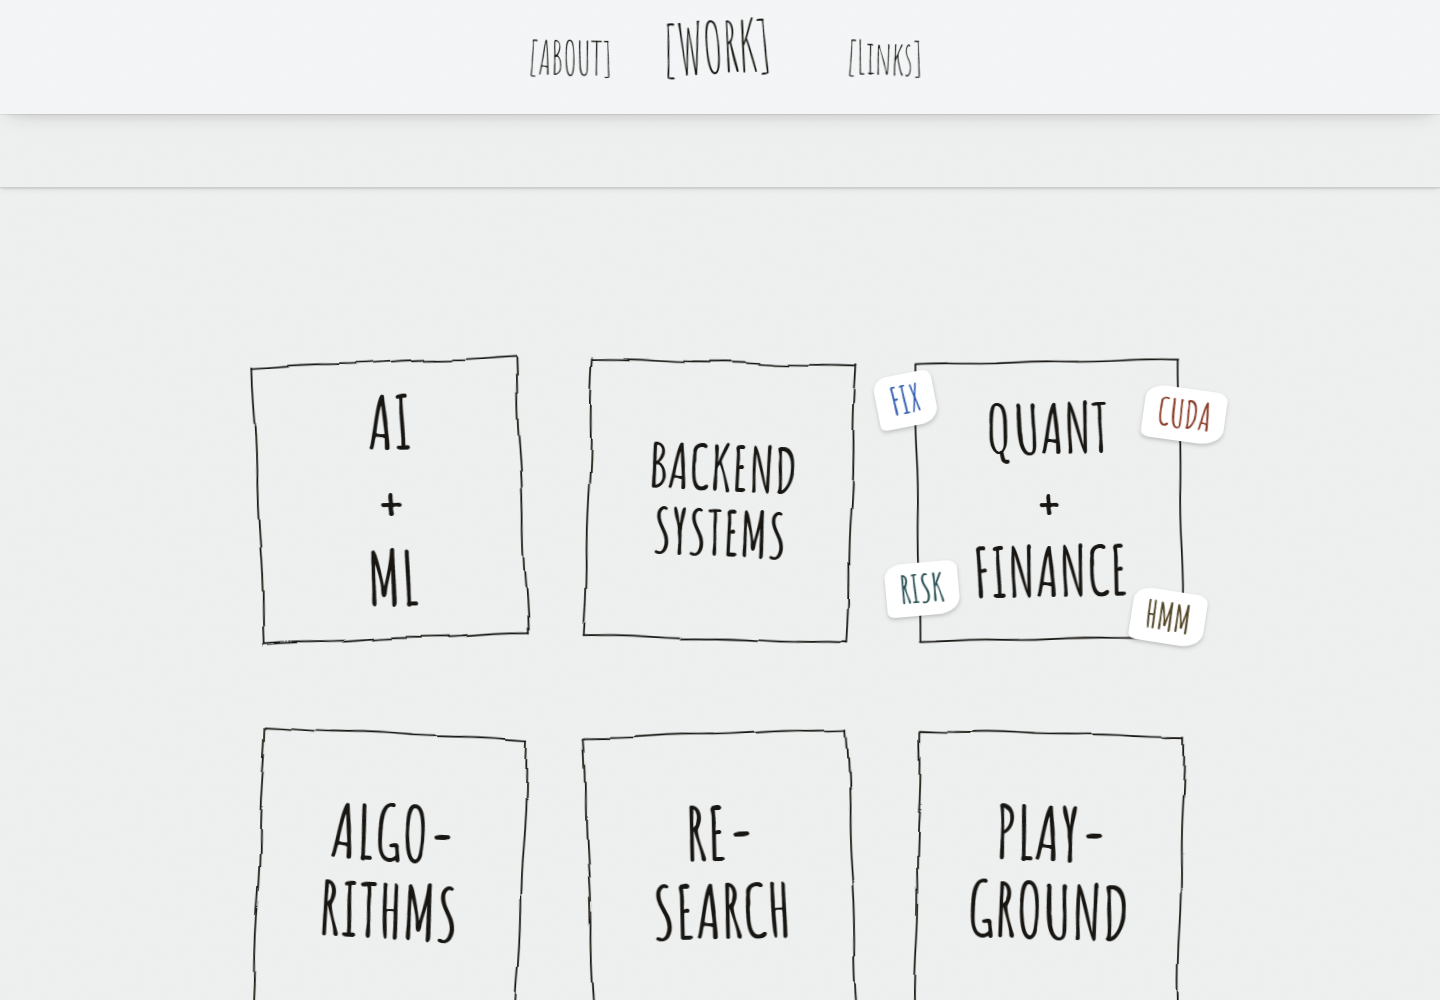 [ABOUT] [WORK] [LINKS]
AI
+
ML
BACKEND
SYSTEMS
FIX
CUDA
QUANT
+
FINANCE
RISK
HMM
ALGO-
RITHMS
RE-
SEARCH
PLAY-
GROUND